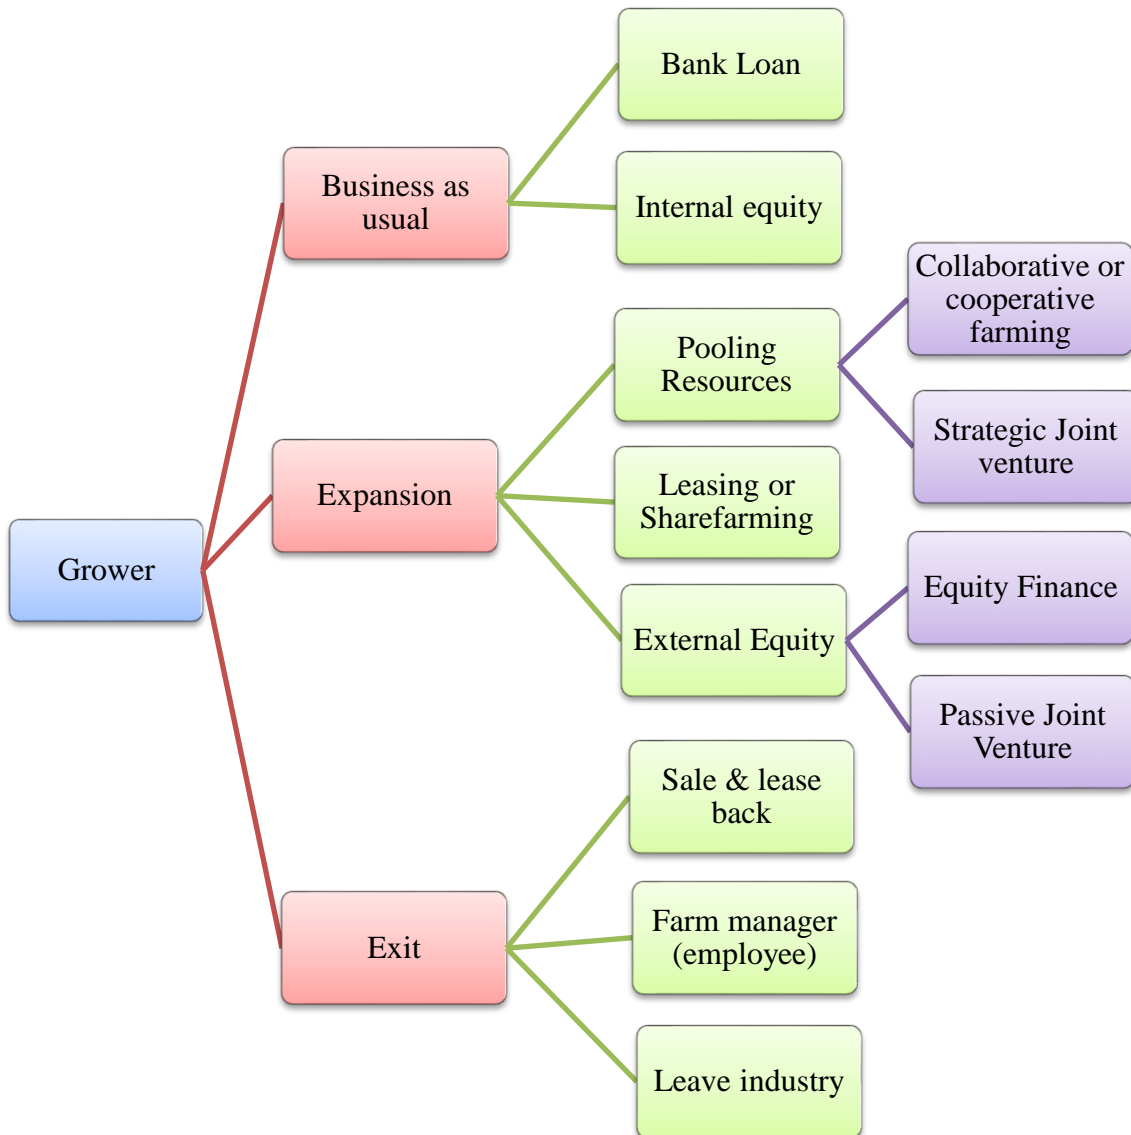 Bank Loan
Business as
usual
Internal equity
Collaborative or
cooperative
farming
Pooling
Resources
Strategic Joint
venture
Expansion
Leasing or
Sharefarming
Grower
Equity Finance
External Equity
Passive Joint
Venture
Sale & lease
back
Farm manager
(employee)
Exit
Leave industry